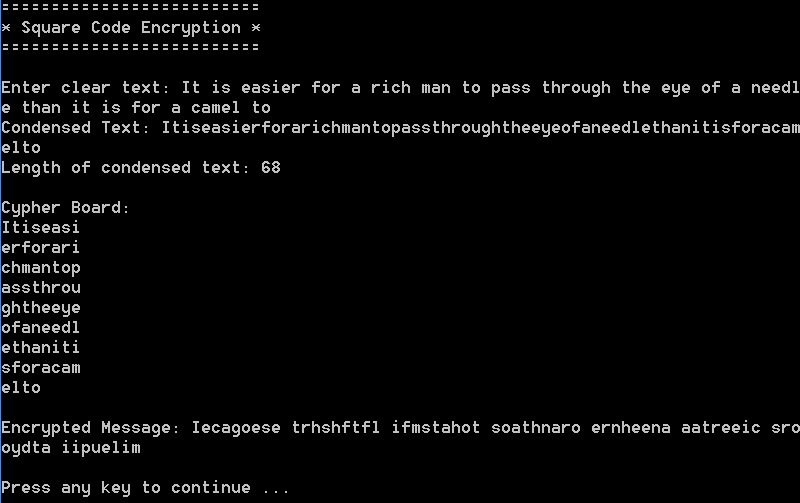 ==========================
* Square Code Encryption *
==========================
Enter clear text: It is easier for a rich man to pass through the eye of a needl
e than it is for a camel to
Condensed Text: Itiseasierforarichmantopassthroughtheeyeofaneedlethanitisforacam
elto
Length of condensed text: 68
Cypher Board:
Itiseasi
erforari
chmantop
assthrou
ghtheeye
ofaneedl
ethaniti
sforacam
elto
Encrypted Message: Iecagoese trhshftfl ifmstahot soathnaro ernheena aatreeic sro
oydta iipuelim
Press any key to continue ...